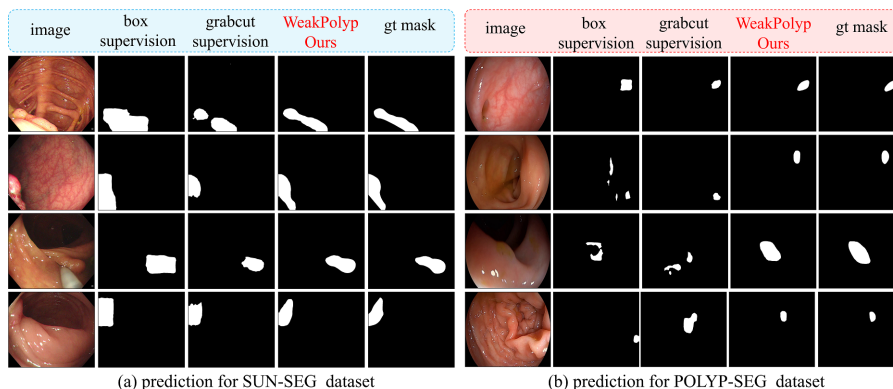 image
box
supervision
grabcut
supervision
WeakPolyp
Ours
gt mask
image
box
supervision
grabcut
supervision
WeakPolyp
Ours
gt mask
(a) prediction for SUN-SEG dataset
(b) prediction for POLYP-SEG dataset